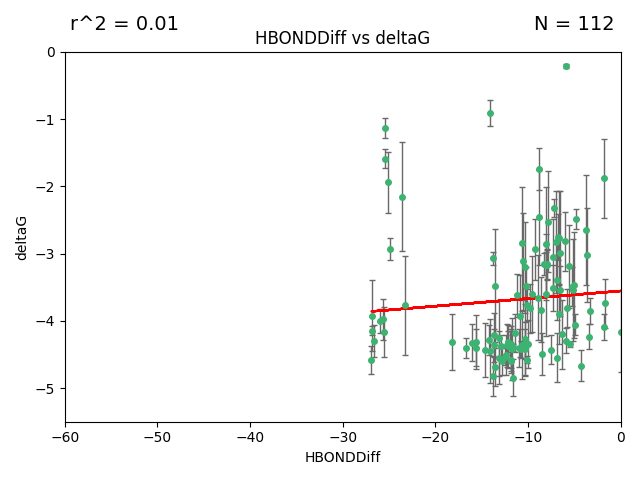 r^2 = 0.01
N = 112
HBONDDiff vs deltaG
0
−1
−2
−3
−4
−5
deltaG
−60
−50
−40
−30
−20
−10
0
HBONDDiff